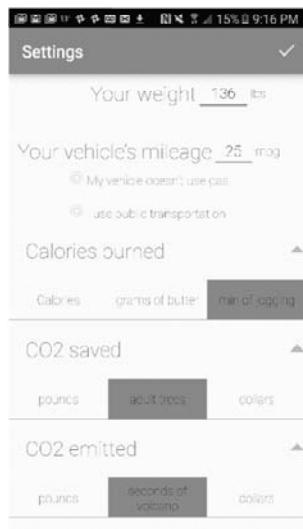 15% 9:16 PM
Settings
Your weight 136 lbs
Your vehicle's mileage 25 mpg
My vehicle doesn't use gas
use public transportation
Calories burned
Calories grams of butter min of jogging
CO2 saved
pounds adult trees dollars
CO2 emitted
pounds seconds of
volcano dollars